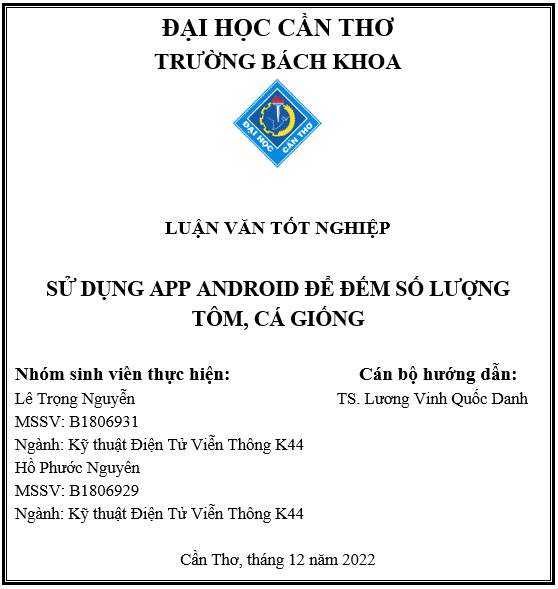 ĐẠI HỌC CẦN THƠ
TRƯỜNG BÁCH KHOA
ĐẠI HỌC CẦN THƠ
LUẬN VĂN TỐT NGHIỆP
SỬ DỤNG APP ANDROID ĐỂ ĐẾM SỐ LƯỢNG
TÔM, CÁ GIỐNG
Nhóm sinh viên thực hiện: Cán bộ hướng dẫn:
Lê Trọng Nguyễn TS. Lương Vinh Quốc Danh
MSSV: B1806931
Ngành: Kỹ thuật Điện Tử Viễn Thông K44
Hồ Phước Nguyên
MSSV: B1806929
Ngành: Kỹ thuật Điện Tử Viễn Thông K44
Cần Thơ, tháng 12 năm 2022